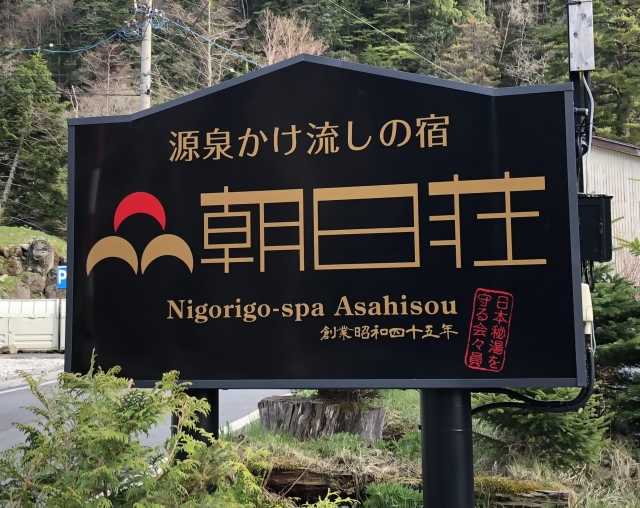 源泉かけ流しの宿
朝日荘
Nigorigo-spa Asahisou
創業昭和四十五年
日本秘湯を
守る会々員
P